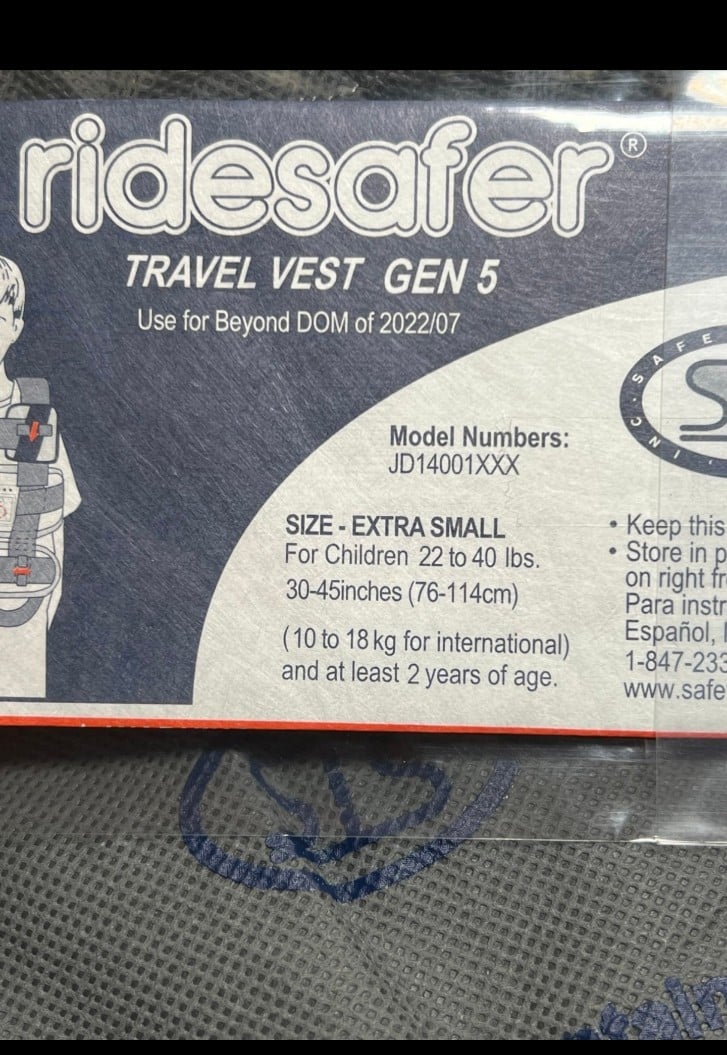 ridesafer®
TRAVEL VEST GEN 5
Use for Beyond DOM of 2022/07
SAFE
INC.
Model Numbers:
JD14001XXX
SIZE - EXTRA SMALL
For Children 22 to 40 lbs.
30-45inches (76-114cm)
(10 to 18 kg for international)
and at least 2 years of age.
• Keep this
• Store in p
on right fr
Para instr
Español,
1-847-233
www.safe